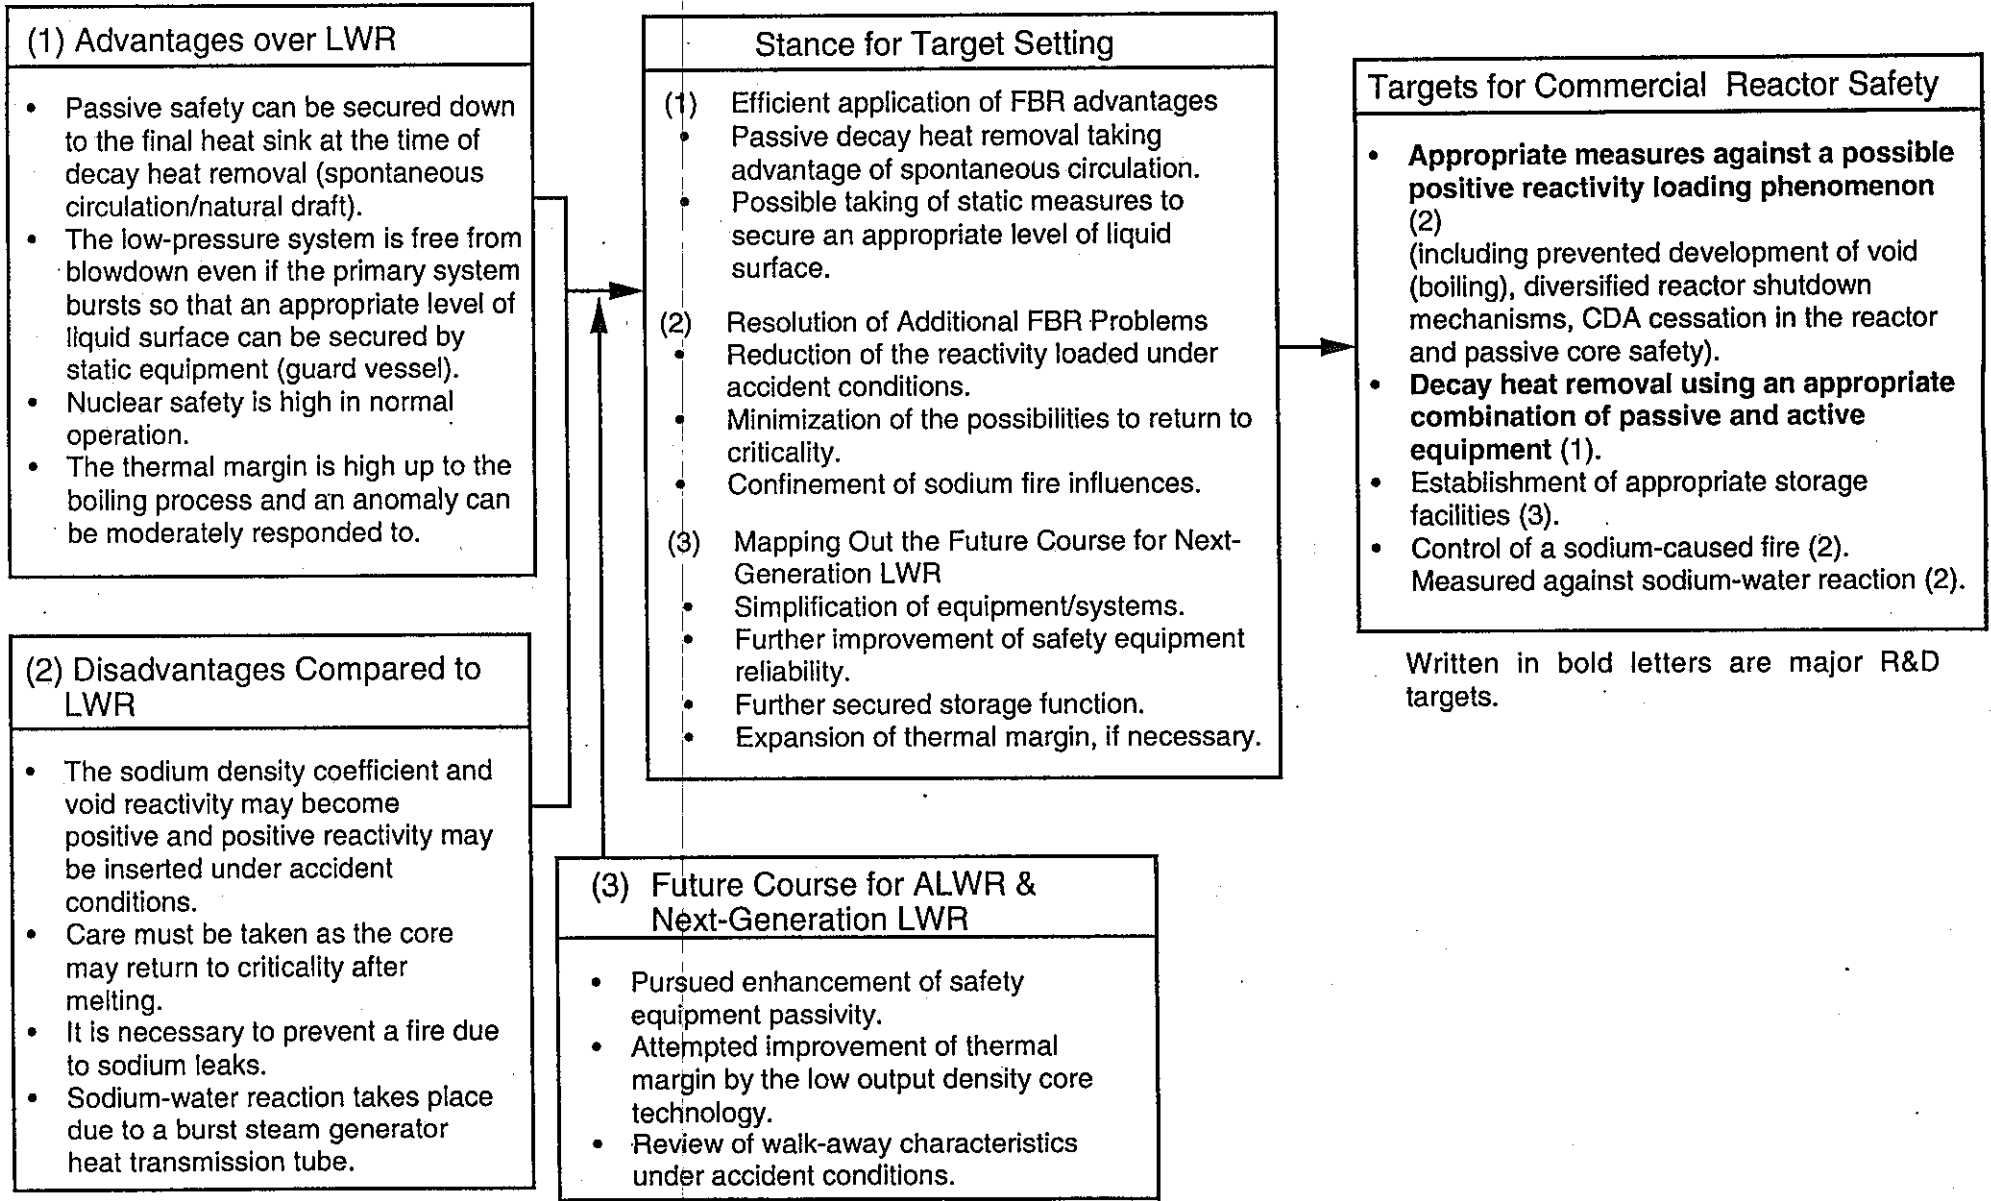 (1) Advantages over LWR
• Passive safety can be secured down
to the final heat sink at the time of
decay heat removal (spontaneous
circulation/natural draft).
• The low-pressure system is free from
blowdown even if the primary system
bursts so that an appropriate level of
liquid surface can be secured by
static equipment (guard vessel).
• Nuclear safety is high in normal
operation.
• The thermal margin is high up to the
boiling process and an anomaly can
be moderately responded to.
(2) Disadvantages Compared to
LWR
• The sodium density coefficient and
void reactivity may become
positive and positive reactivity may
be inserted under accident
conditions.
• Care must be taken as the core
may return to criticality after
melting.
• It is necessary to prevent a fire due
to sodium leaks.
• Sodium-water reaction takes place
due to a burst steam generator
heat transmission tube.
Stance for Target Setting
(1) Efficient application of FBR advantages
• Passive decay heat removal taking
advantage of spontaneous circulation.
• Possible taking of static measures to
secure an appropriate level of liquid
surface.
(2) Resolution of Additional FBR Problems
• Reduction of the reactivity loaded under
accident conditions.
• Minimization of the possibilities to return to
criticality.
• Confinement of sodium fire influences.
(3) Mapping Out the Future Course for Next-
Generation LWR
• Simplification of equipment/systems.
• Further improvement of safety equipment
reliability.
• Further secured storage function.
• Expansion of thermal margin, if necessary.
(3) Future Course for ALWR &
Next-Generation LWR
• Pursued enhancement of safety
equipment passivity.
• Attempted improvement of thermal
margin by the low output density core
technology.
• Review of walk-away characteristics
under accident conditions.
Targets for Commercial Reactor Safety
• Appropriate measures against a possible
positive reactivity loading phenomenon
(2)
(including prevented development of void
(boiling), diversified reactor shutdown
mechanisms, CDA cessation in the reactor
and passive core safety).
• Decay heat removal using an appropriate
combination of passive and active
equipment (1).
• Establishment of appropriate storage
facilities (3).
• Control of a sodium-caused fire (2).
Measured against sodium-water reaction (2).
Written in bold letters are major R&D
targets.